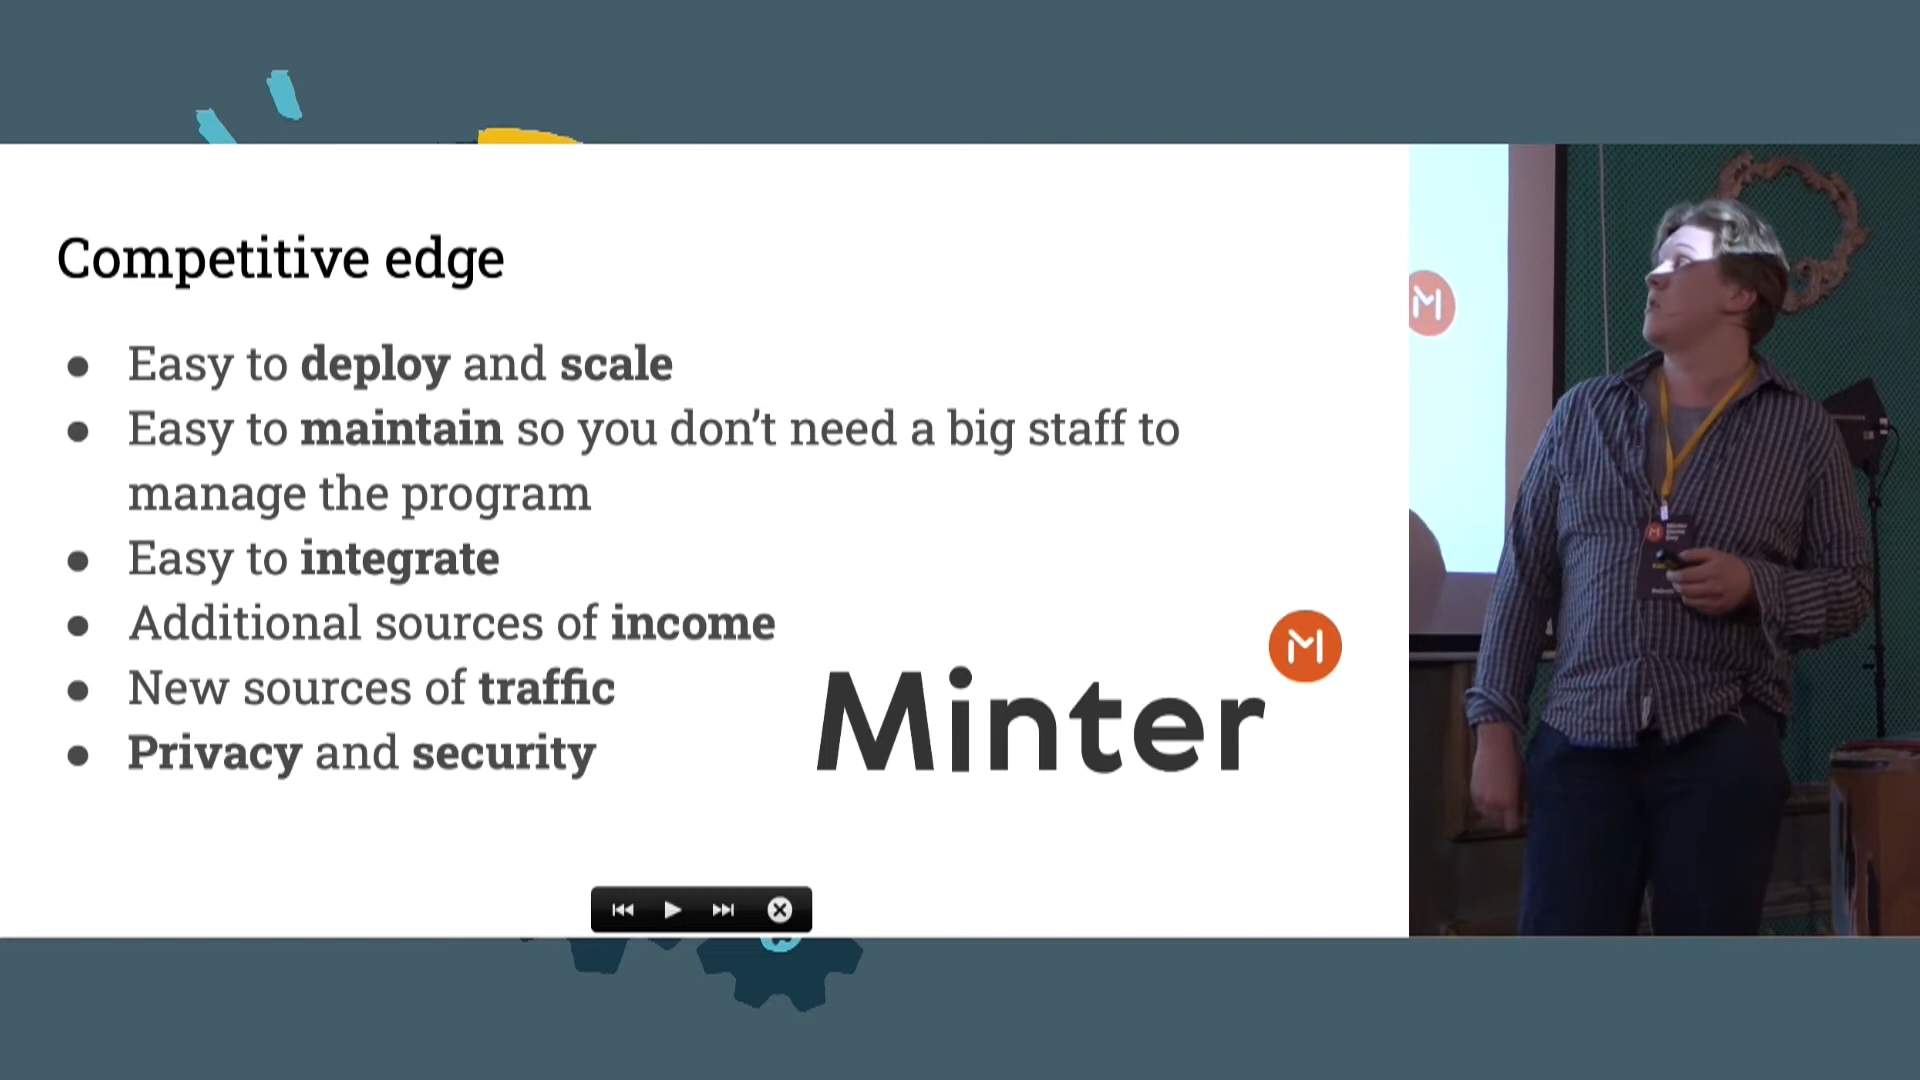 Competitive edge
● Easy to deploy and scale
● Easy to maintain so you don’t need a big staff to
manage the program
● Easy to integrate
● Additional sources of income
● New sources of traffic
● Privacy and security
Minter